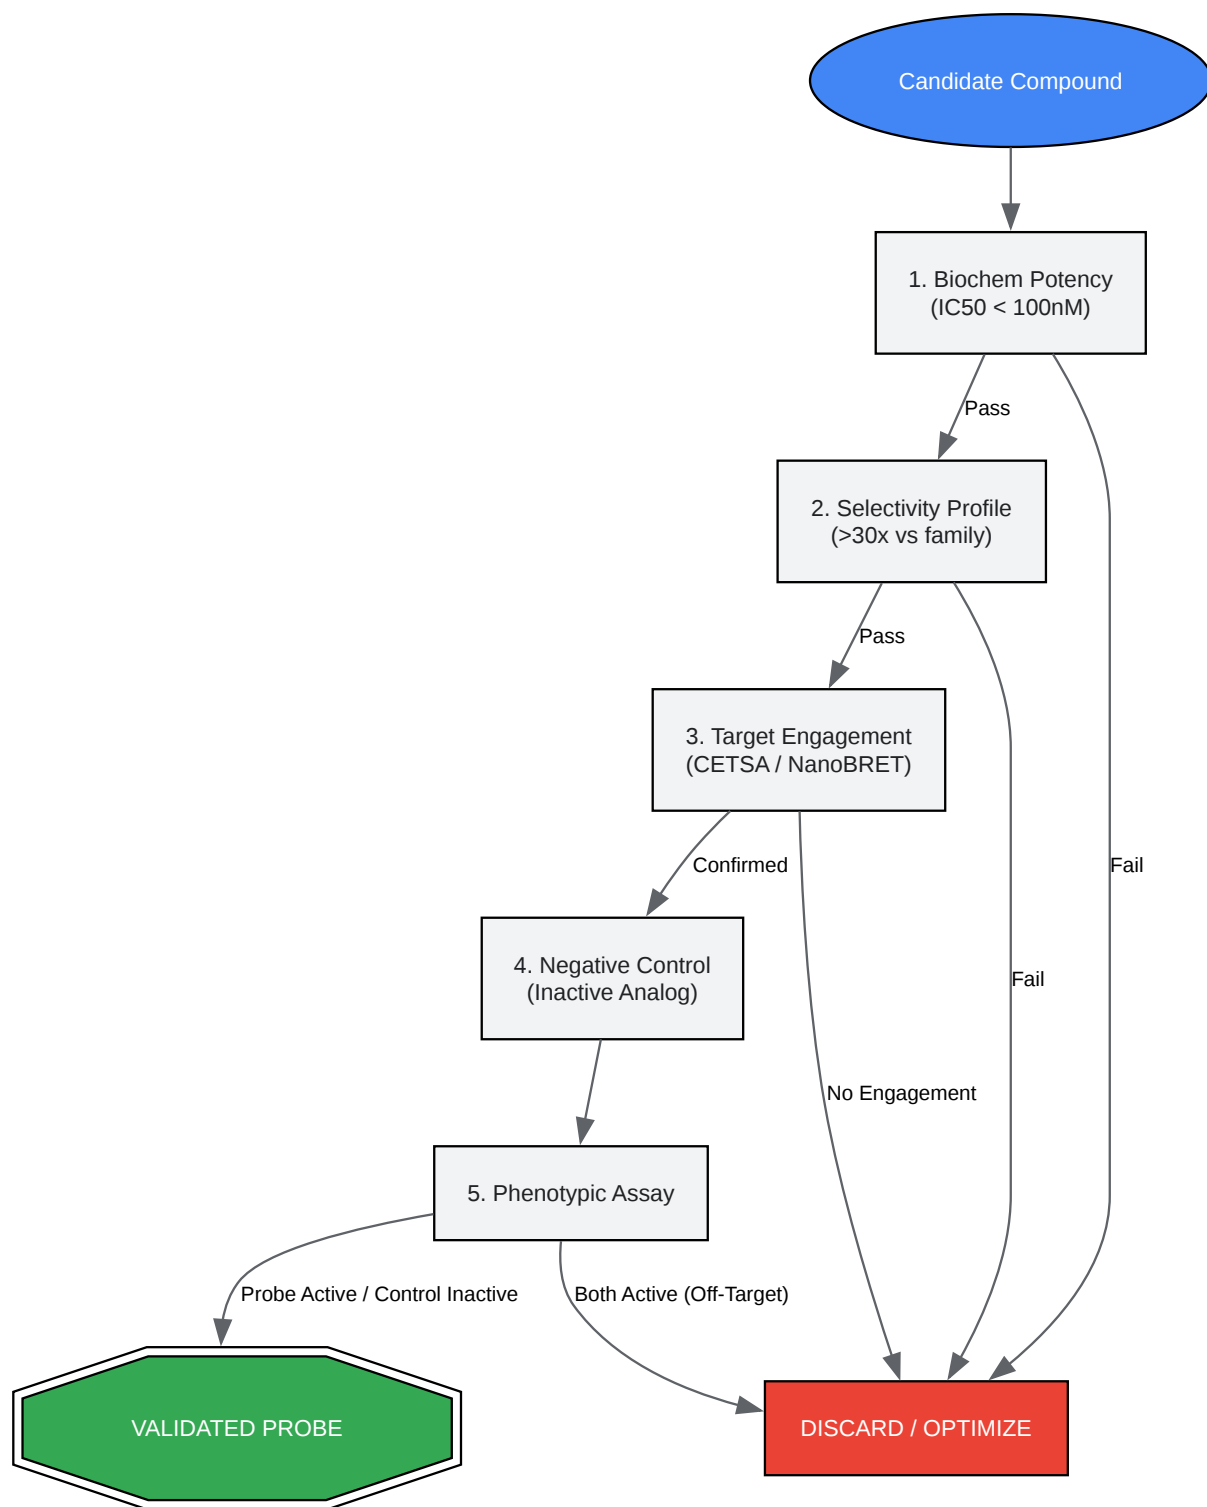 Candidate Compound
1. Biochem Potency
(IC50 < 100nM)
Pass
2. Selectivity Profile
(>30x vs family)
Pass
3. Target Engagement
(CETSA / NanoBRET)
Confirmed
Fail
4. Negative Control
(Inactive Analog)
Fail
No Engagement
5. Phenotypic Assay
Probe Active / Control Inactive
Both Active (Off-Target)
VALIDATED PROBE
DISCARD / OPTIMIZE